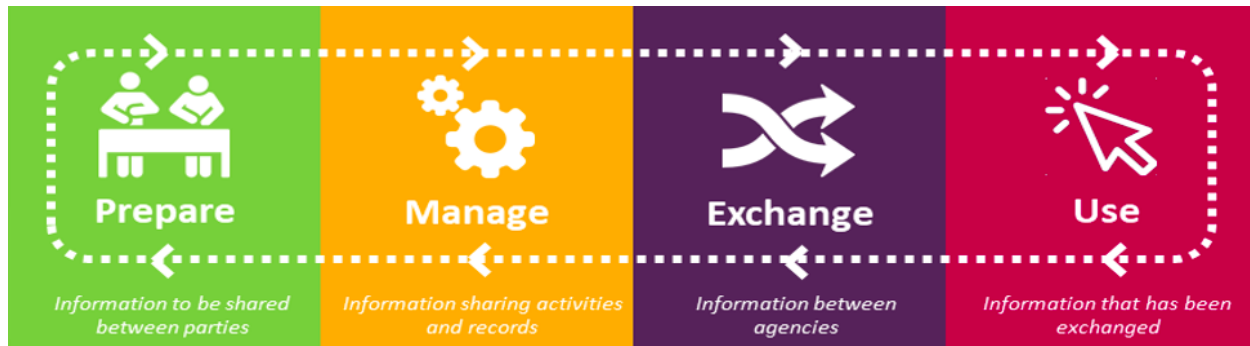 Prepare
Information to be shared
between parties
Manage
Information sharing activities
and records
Exchange
Information between
agencies
Use
Information that has been
exchanged